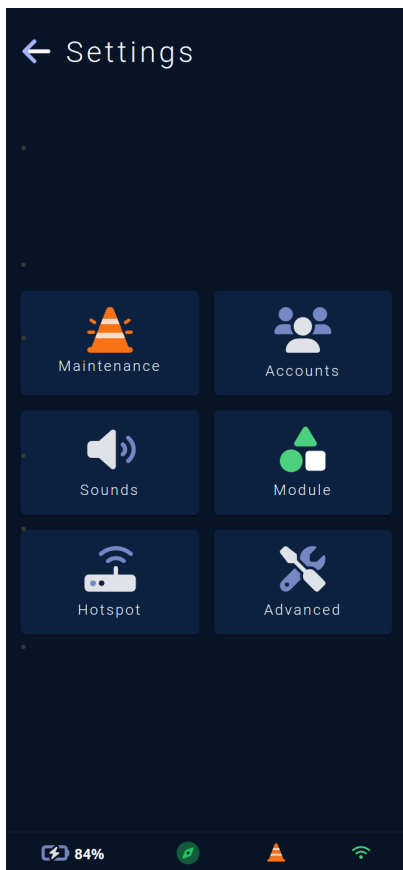 Settings
Maintenance
Accounts
Sounds
Module
Hotspot
Advanced
84%